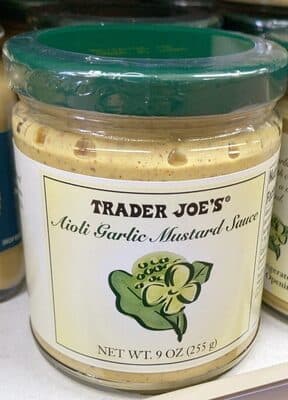 TRADER JOE'S®
Aioli Garlic Mustard Sauce
NET WT. 9 OZ (255 g)